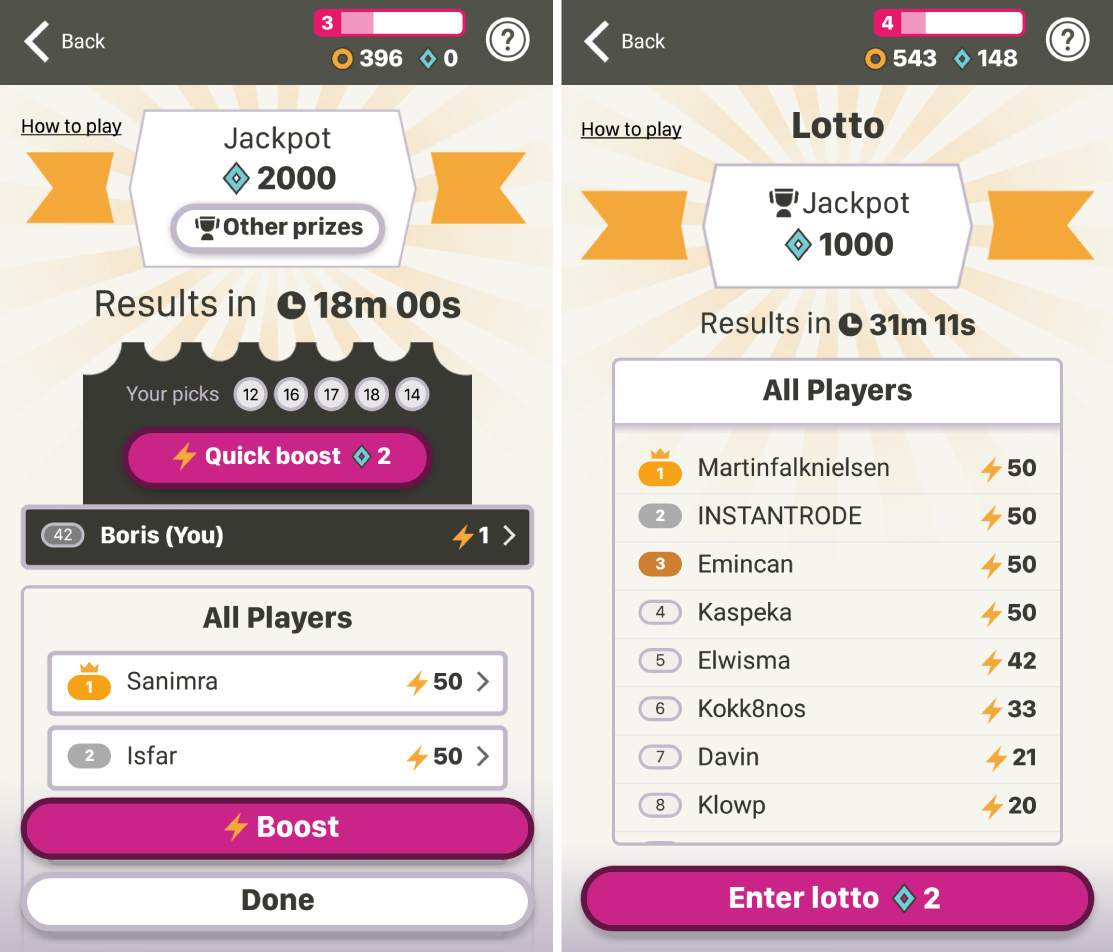 Back
3
396 0
?
How to play
Jackpot
2000
Other prizes
Results in 18m 00s
Your picks 12 16 17 18 14
Quick boost 2
42 Boris (You) 1
All Players
1 Sanimra 50
2 Isfar 50
Boost
Done
Back
4
543 148
?
How to play
Lotto
Jackpot
1000
Results in 31m 11s
All Players
1 Martinfalknielsen 50
2 INSTANTRODE 50
3 Emincan 50
4 Kaspeka 50
5 Elwisma 42
6 Kokk8nos 33
7 Davin 21
8 Klowp 20
Enter lotto 2